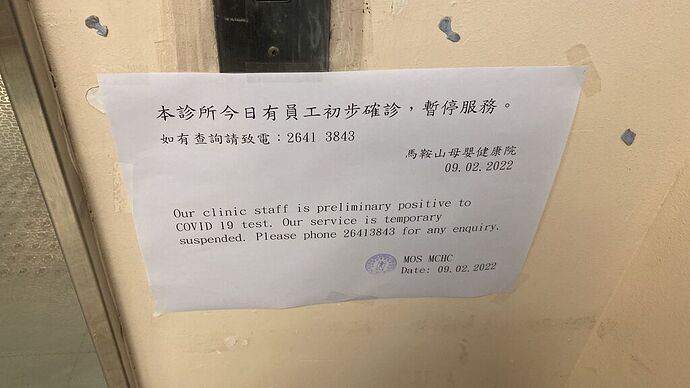 本診所今日有員工初步確診，暫停服務。
如有查詢請致電：2641 3843
馬鞍山母嬰健康院
09.02.2022
Our clinic staff is preliminary positive to
COVID 19 test. Our service is temporary
suspended. Please phone 26413843 for any enquiry.
MOS MCHC
Date: 09.02.2022